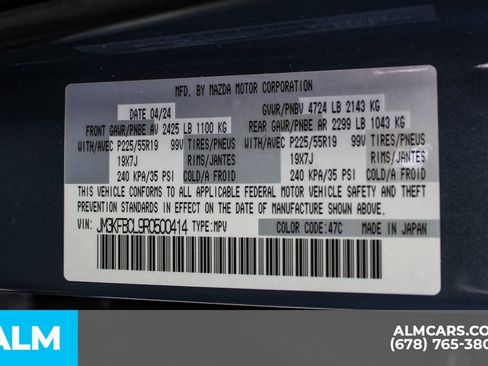 MFD. BY MAZDA MOTOR CORPORATION
DATE 04/24 GVWR/PNBV 4724 LB 2143 KG
FRONT GAWR/PNBE AV 2425 LB 1100 KG REAR GAWR/PNBE AR 2299 LB 1043 KG
WITH/AVEC P225/55R19 99V TIRES/PNEUS WITH/AVEC P225/55R19 99V TIRES/PNEUS
19X7J RIMS/JANTES 19X7J RIMS/JANTES
240 KPA/35 PSI COLD/A FROID 240 KPA/35 PSI COLD/A FROID
THIS VEHICLE CONFORMS TO ALL APPLICABLE FEDERAL MOTOR VEHICLE SAFETY AND THEFT
PREVENTION STANDARDS IN EFFECT ON THE DATE OF MANUFACTURE SHOWN ABOVE.
VIN: JM3KFBCL9R0500414 TYPE:MPV COLOR CODE:47C MADE IN JAPAN
ALM
ALMCARS.CO
(678) 765-380